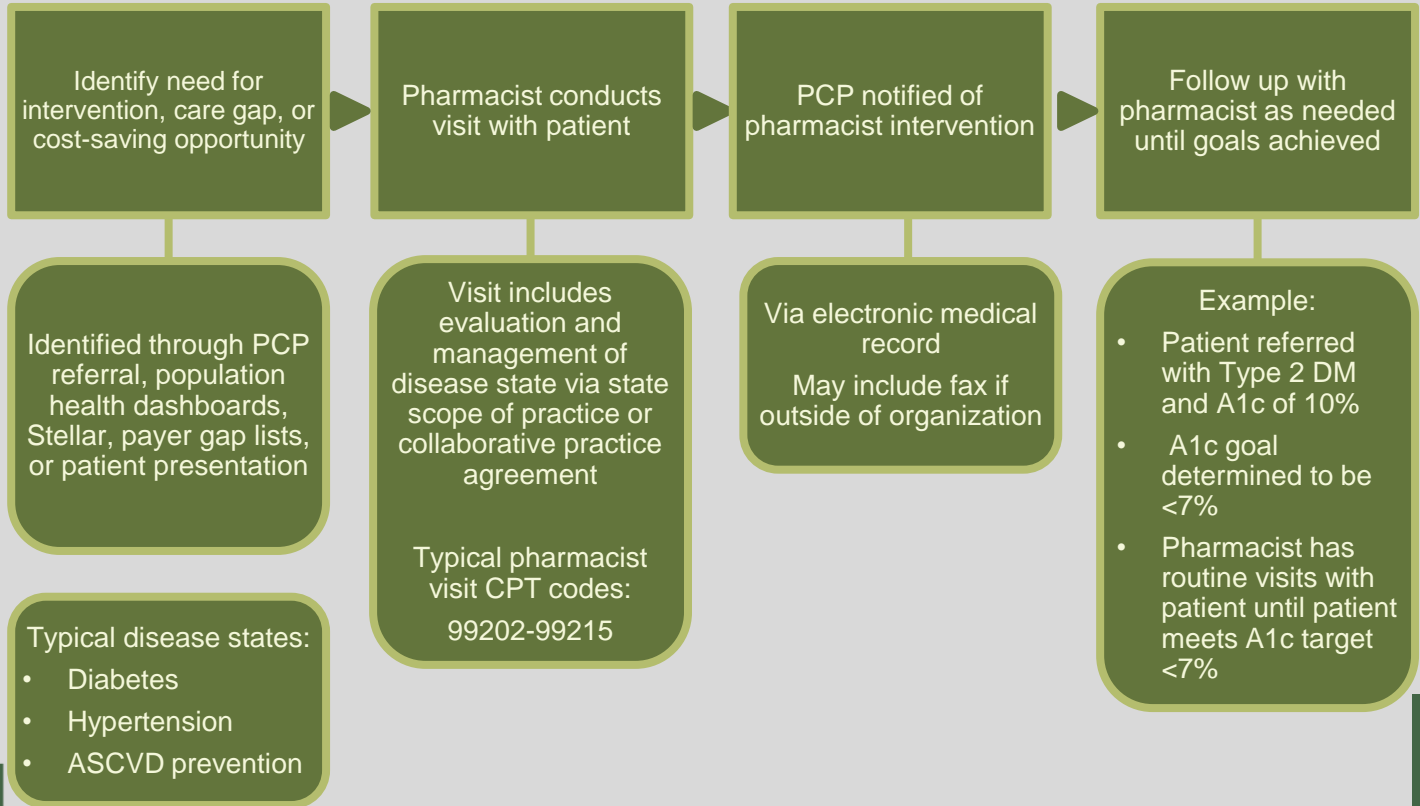 Identify need for
intervention, care gap, or
cost-saving opportunity
Pharmacist conducts
visit with patient
PCP notified of
pharmacist intervention
Follow up with
pharmacist as needed
until goals achieved
Identified through PCP
referral, population
health dashboards,
Stellar, payer gap lists,
or patient presentation
Typical disease states:
• Diabetes
• Hypertension
• ASCVD prevention
Visit includes
evaluation and
management of
disease state via state
scope of practice or
collaborative practice
agreement
Typical pharmacist
visit CPT codes:
99202-99215
Via electronic medical
record
May include fax if
outside of organization
Example:
• Patient referred
with Type 2 DM
and A1c of 10%
• A1c goal
determined to be
<7%
• Pharmacist has
routine visits with
patient until patient
meets A1c target
<7%